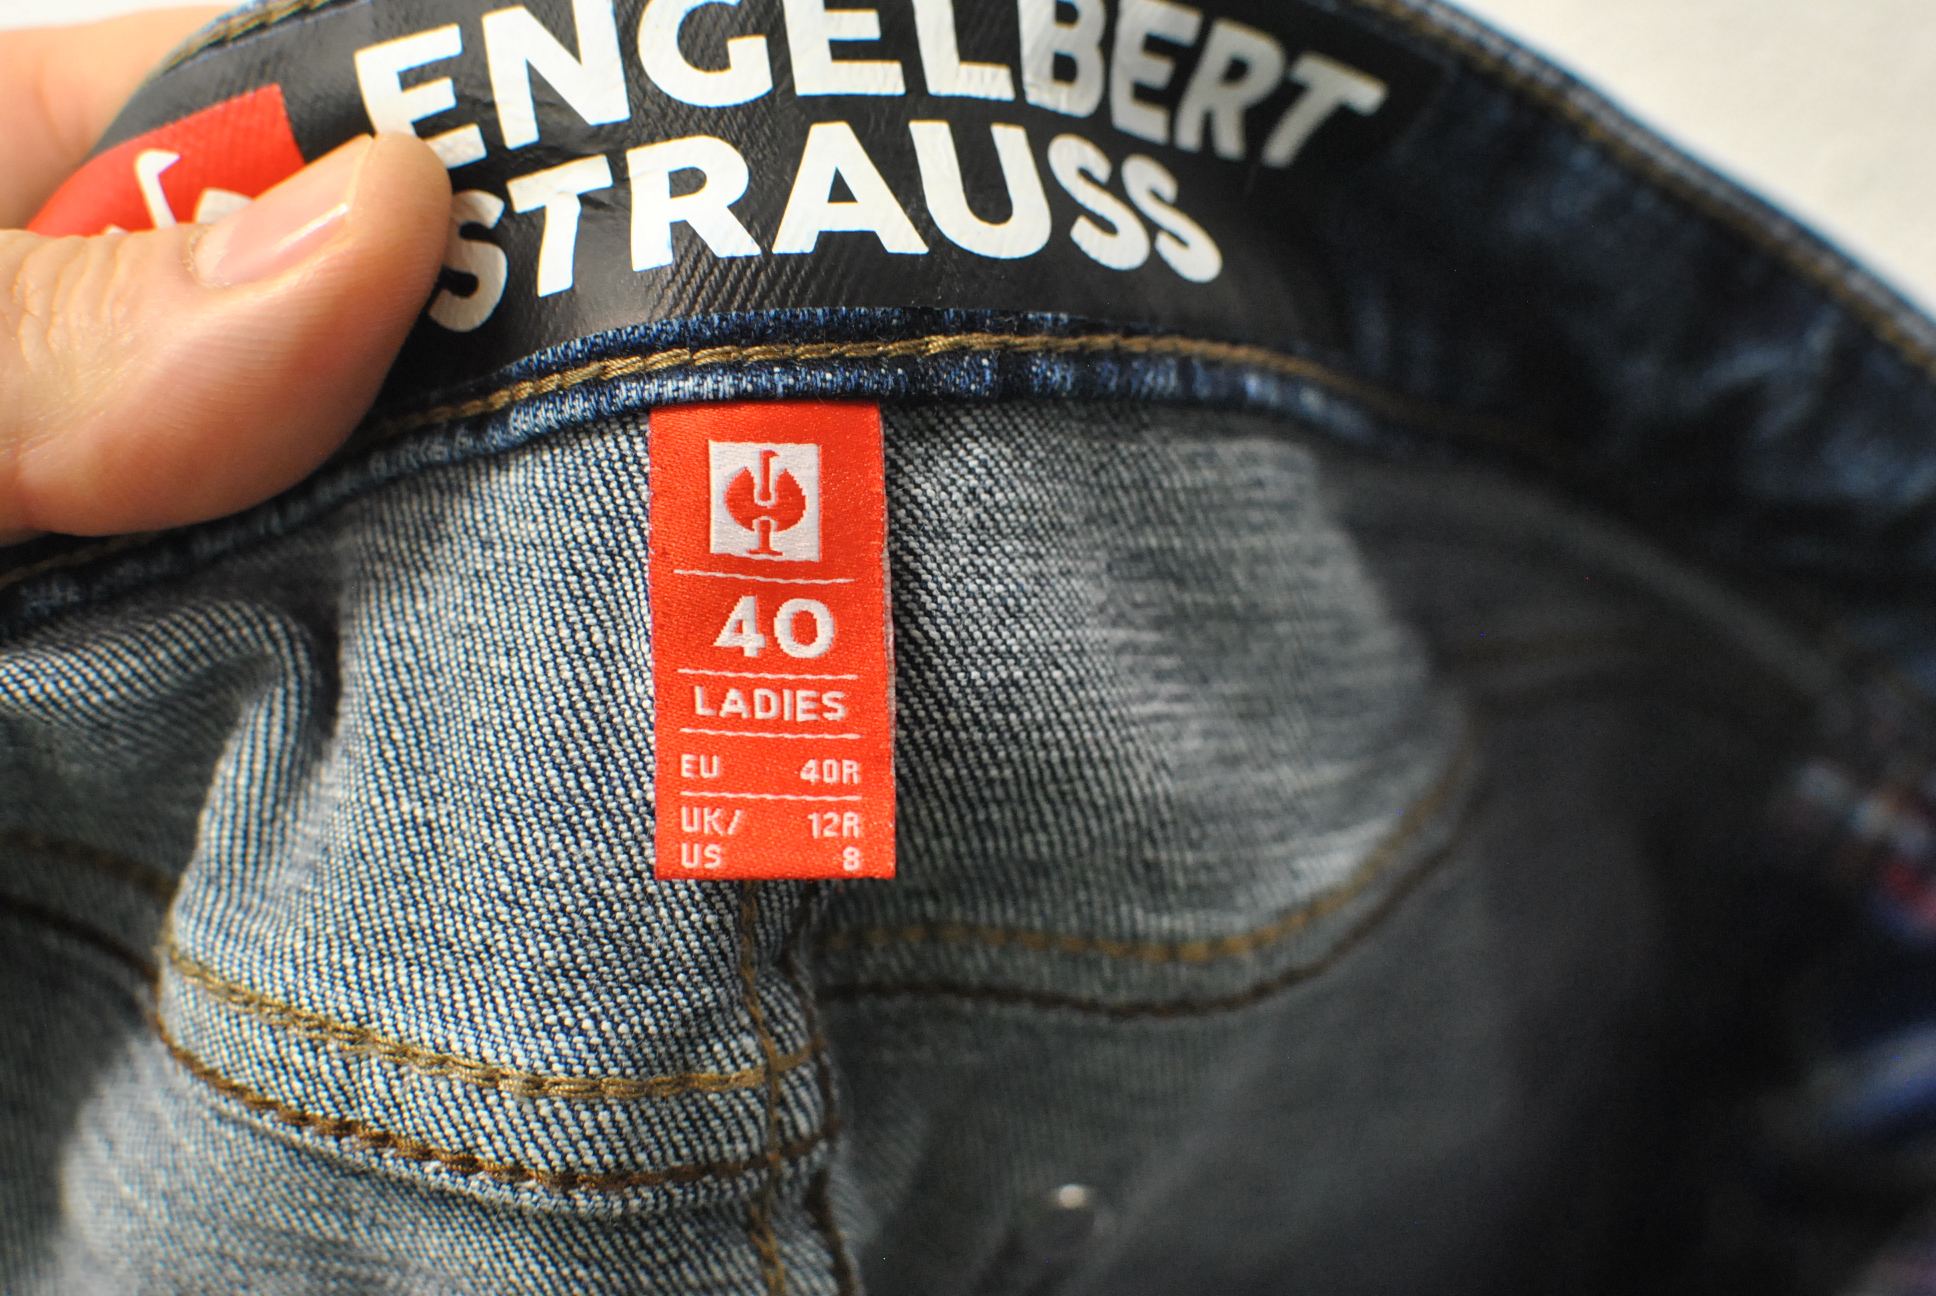 ENGELBERT
STRAUSS
40
LADIES
EU 40R
UK/ 12R
US 8